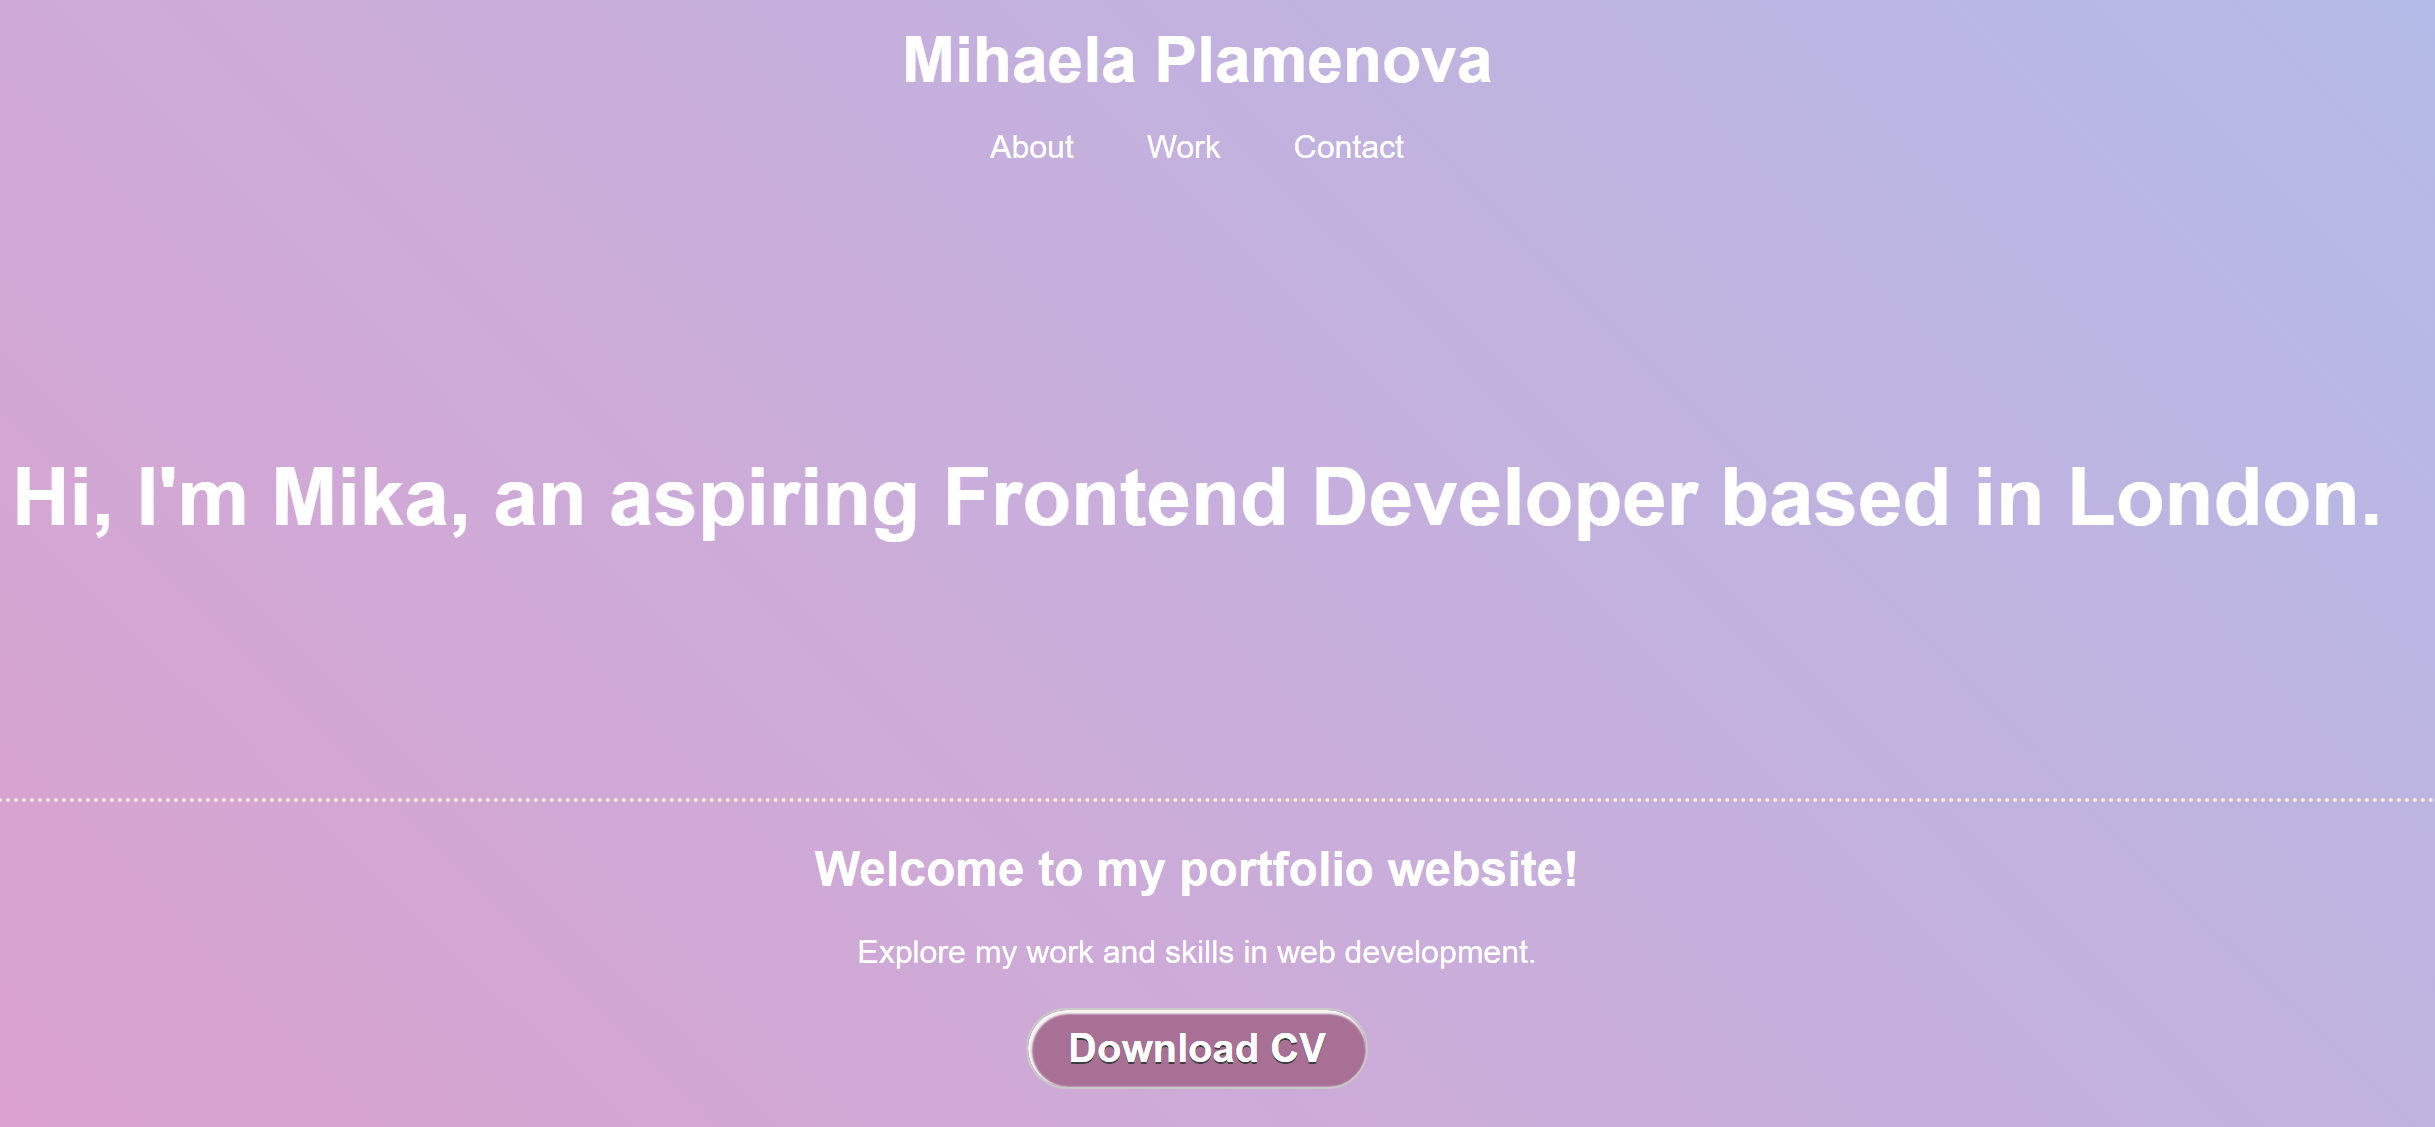 Mihaela Plamenova
About Work Contact
Hi, I'm Mika, an aspiring Frontend Developer based in London.
Welcome to my portfolio website!
Explore my work and skills in web development.
Download CV